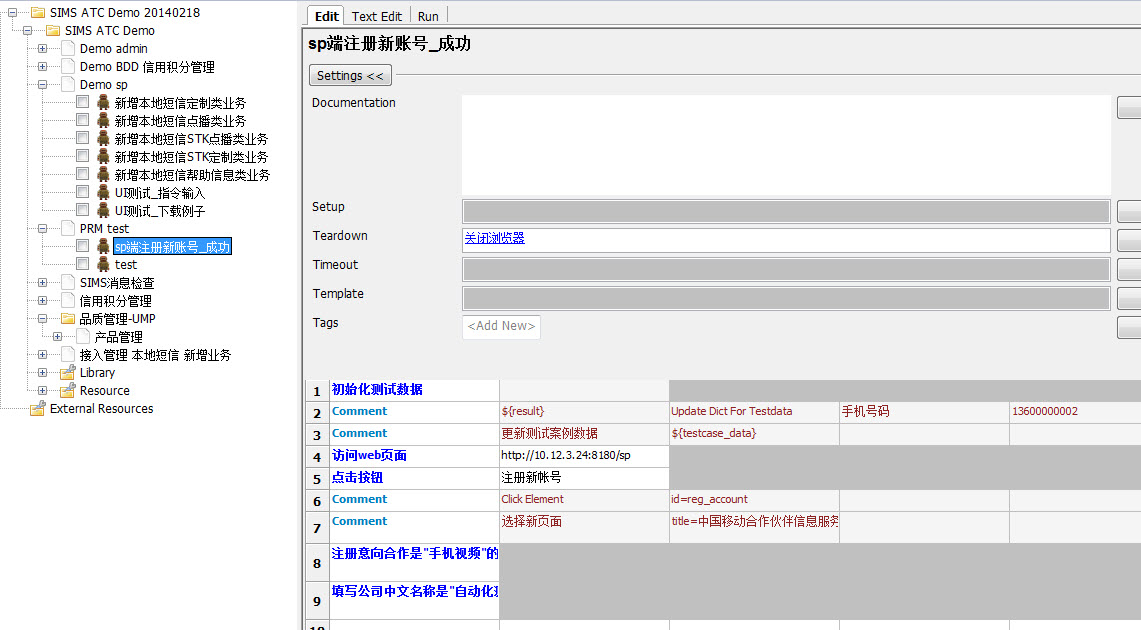 SIMS ATC Demo 20140218
SIMS ATC Demo
Demo admin
Demo BDD 信用积分管理
Demo sp
新增本地短信定制类业务
新增本地短信点播类业务
新增本地短信STK点播类业务
新增本地短信STK定制类业务
新增本地短信帮助信息类业务
UI测试_指令输入
UI测试_下载例子
PRM test
sp端注册新账号_成功
test
SIMS消息检查
信用积分管理
品质管理-UMP
产品管理
接入管理 本地短信 新增业务
Library
Resource
External Resources
Edit Text Edit Run
sp端注册新账号_成功
Settings <<
Documentation
Setup
Teardown 关闭浏览器
Timeout
Template
Tags <Add New>
1 初始化测试数据
2 Comment ${result} Update Dict For Testdata 手机号码 13600000002
3 Comment 更新测试案例数据 ${testcase_data}
4 访问web页面 http://10.12.3.24:8180/sp
5 点击按钮 注册新帐号
6 Comment Click Element id=reg_account
7 Comment 选择新页面 title=中国移动合作伙伴信息服务
8 注册意向合作是"手机视频"的
9 填写公司中文名称是"自动化
10